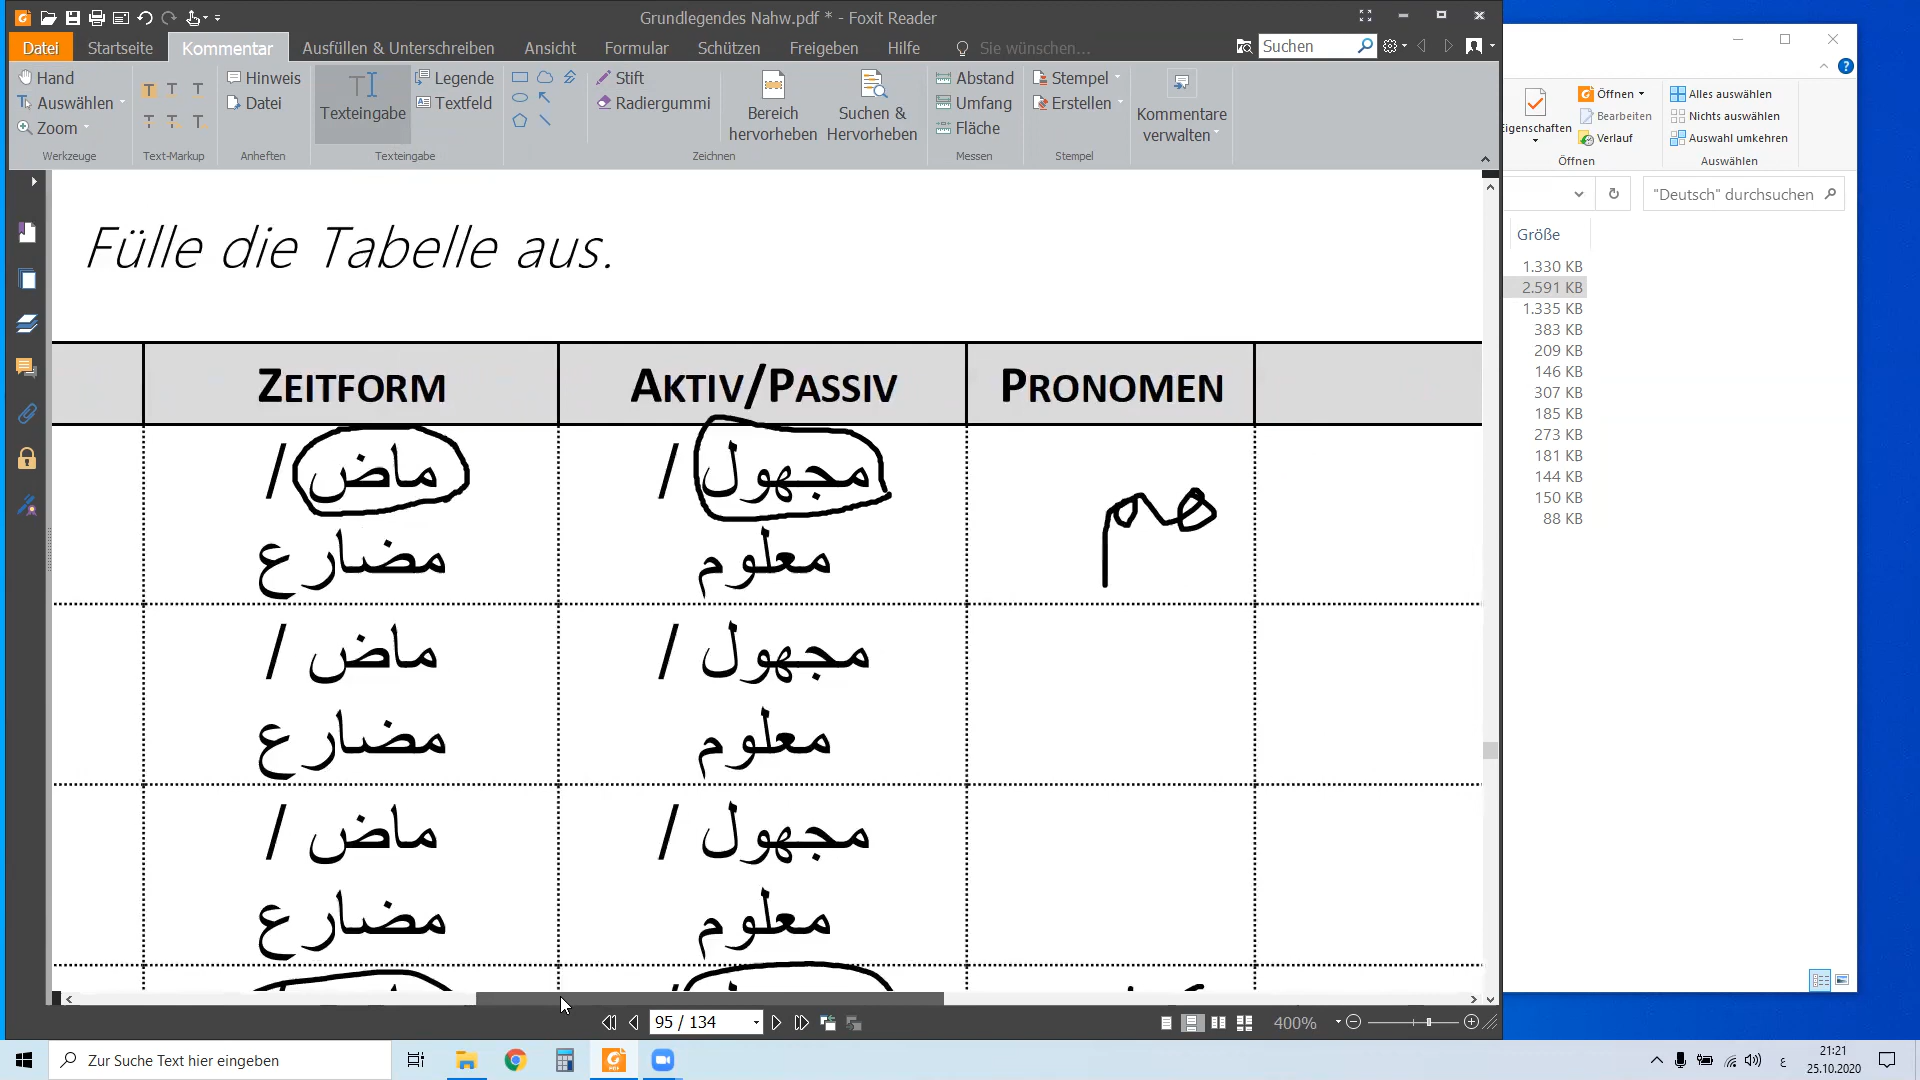 Grundlegendes Nahw.pdf * - Foxit Reader
Datei Startseite Kommentar Ausfüllen & Unterschreiben Ansicht Formular Schützen Freigeben Hilfe Sie wünschen... Suchen
Hand
Auswählen
Zoom
Werkzeuge
Text-Markup
Hinweis
Datei
Anheften
Texteingabe
Legende
Textfeld
Texteingabe
Stift
Radiergummi
Bereich hervorheben
Suchen & Hervorheben
Zeichnen
Abstand
Umfang
Fläche
Messen
Stempel
Erstellen
Stempel
Kommentare verwalten
Eigenschaften
Öffnen
Bearbeiten
Verlauf
Öffnen
Alles auswählen
Nichts auswählen
Auswahl umkehren
Auswählen
"Deutsch" durchsuchen
Größe
1.330 KB
2.591 KB
1.335 KB
383 KB
209 KB
146 KB
307 KB
185 KB
273 KB
181 KB
144 KB
150 KB
88 KB
Fülle die Tabelle aus.
ZEITFORM AKTIV/PASSIV PRONOMEN
ماض /
مضارع
مجهول /
معلوم
هم
ماض /
مضارع
مجهول /
معلوم
ماض /
مضارع
مجهول /
معلوم
95 / 134
400%
Zur Suche Text hier eingeben
ع
21:21
25.10.2020